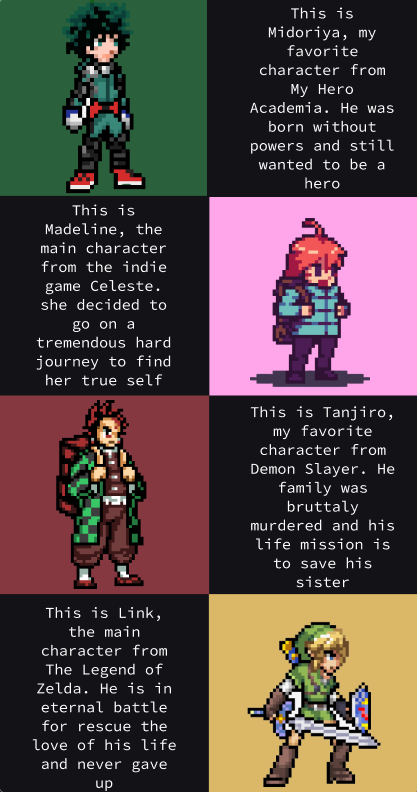 This is
Midoriya, my
favorite
character from
My Hero
Academia. He was
born without
powers and still
wanted to be a
hero
This is
Madeline, the
main character
from the indie
game Celeste.
she decided to
go on a
tremendous hard
journey to find
her true self
This is Tanjiro,
my favorite
character from
Demon Slayer. He
family was
bruttaly
murdered and his
life mission is
to save his
sister
This is Link,
the main
character from
The Legend of
Zelda. He is in
eternal battle
for rescue the
love of his life
and never gave
up